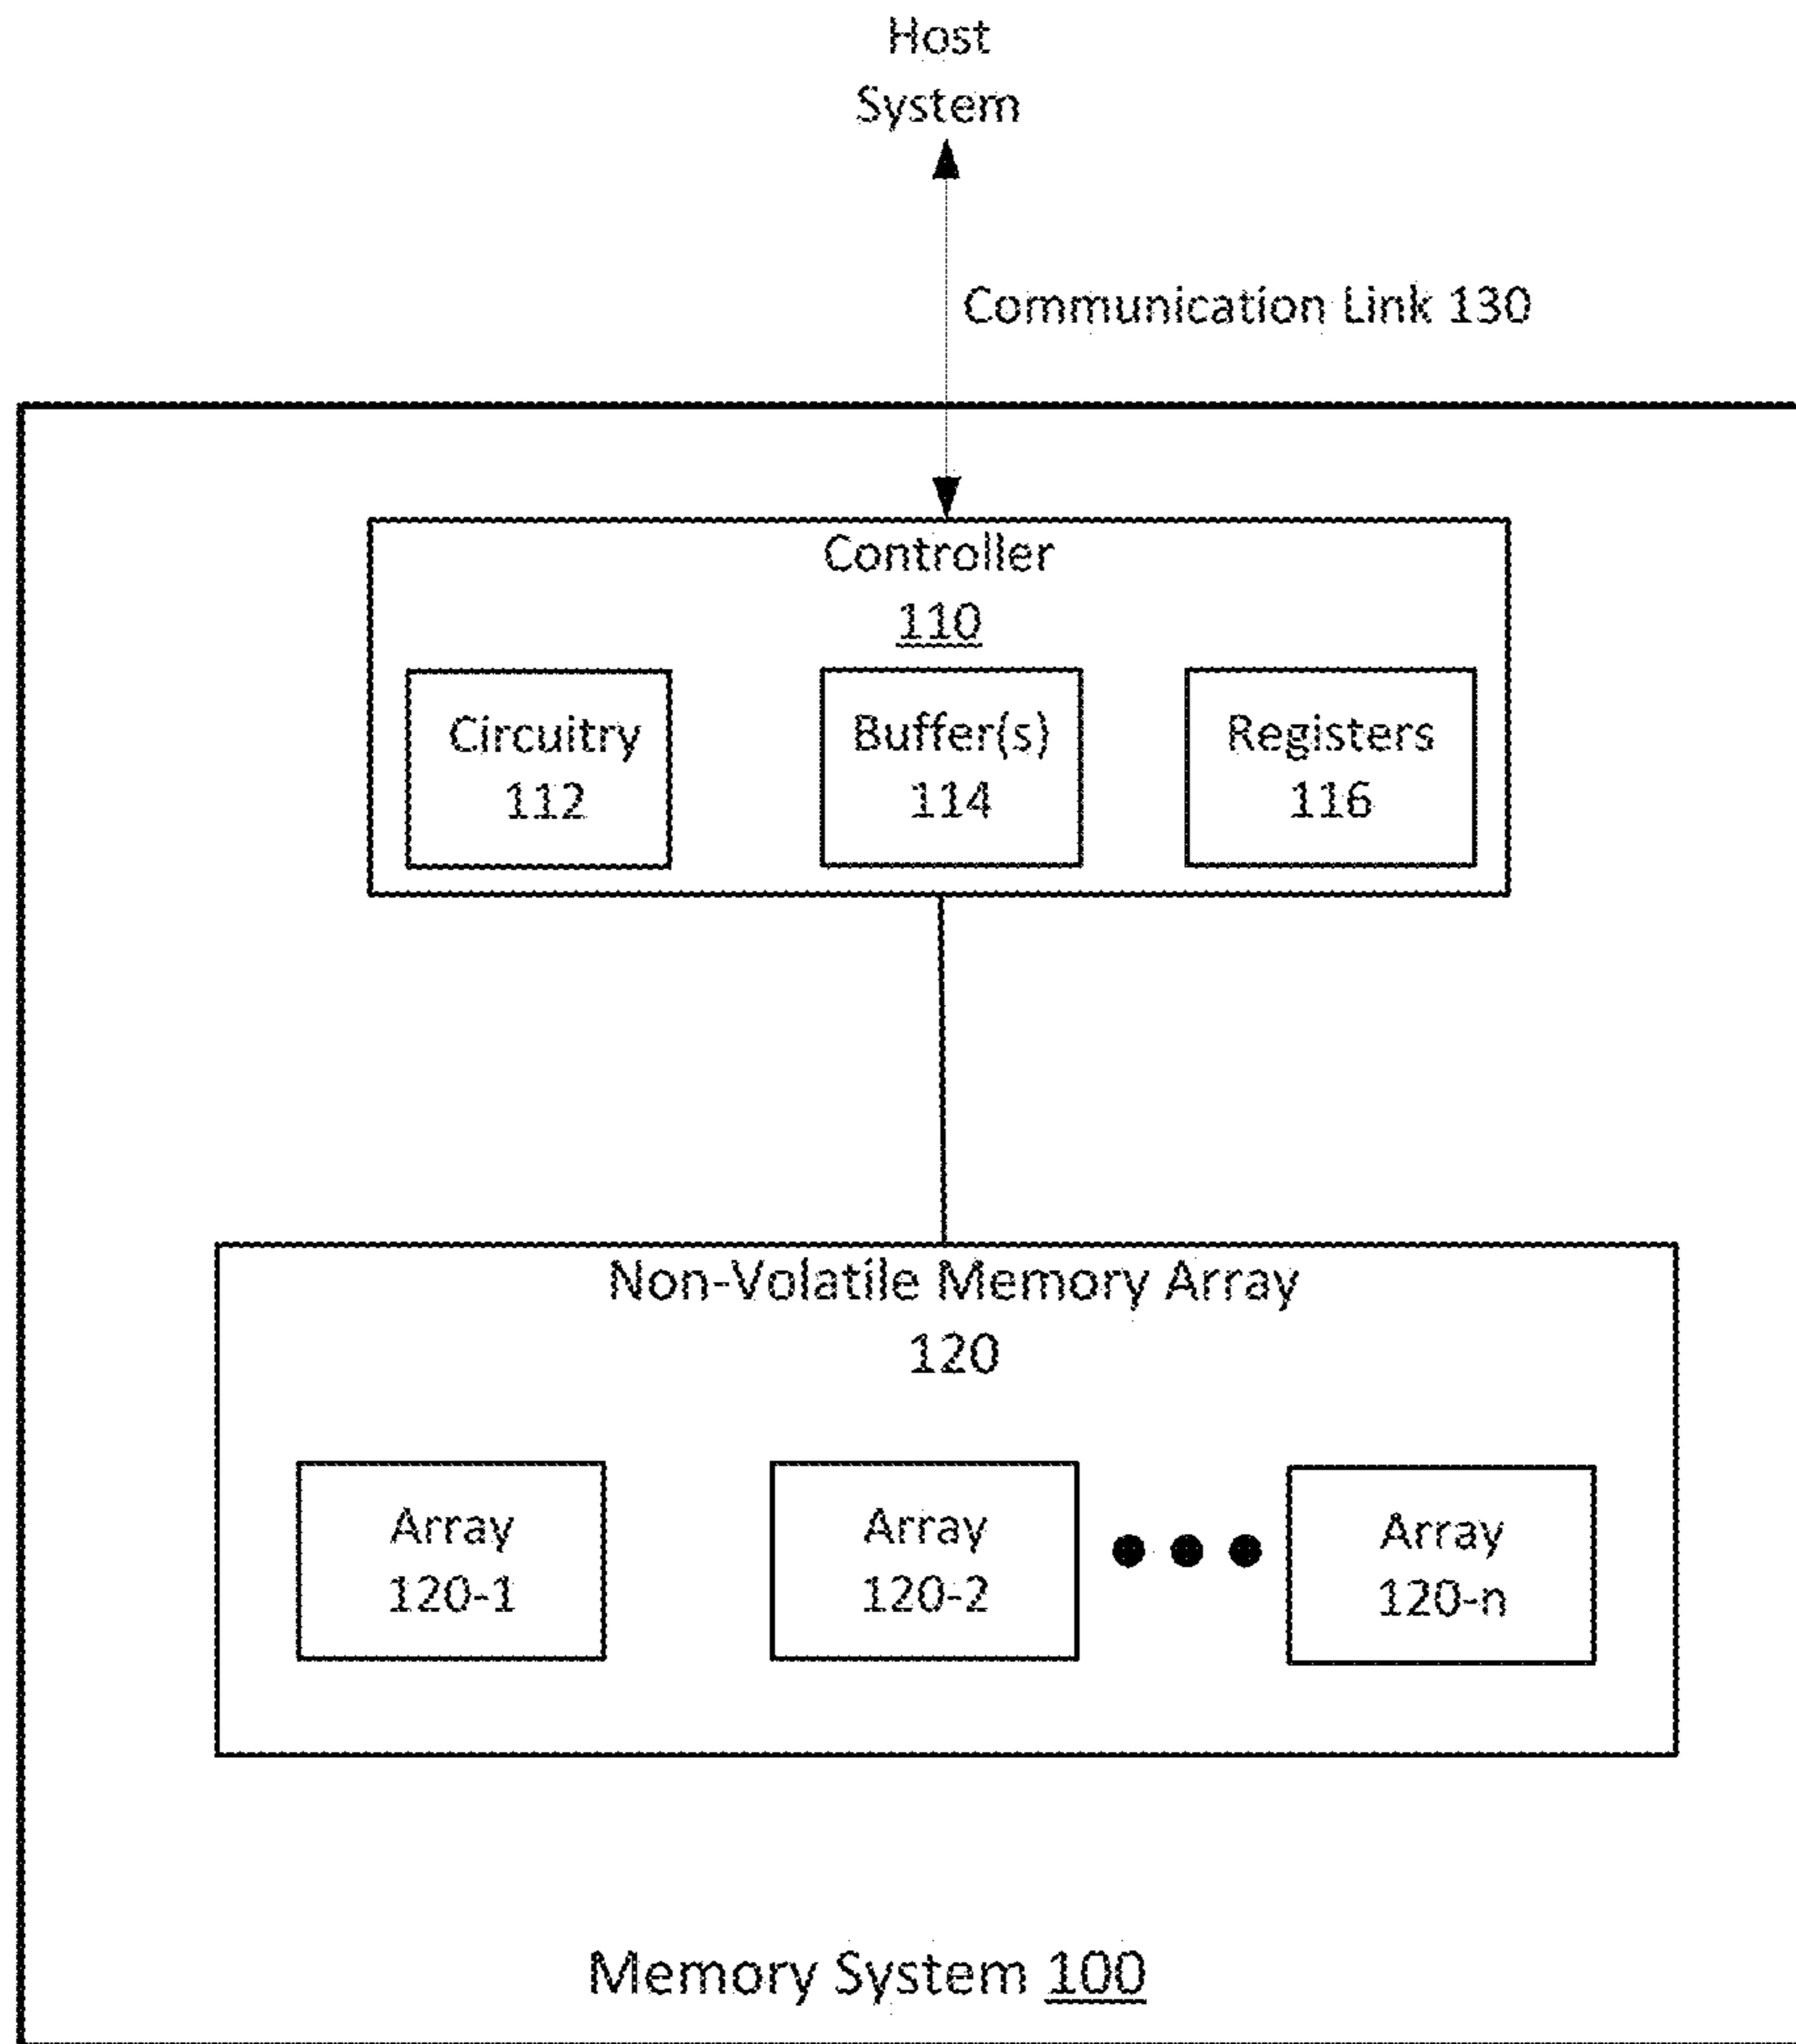 Host
System
Communication Link 130
Controller
110
Circuitry
112
Buffer(s)
114
Registers
116
Non-Volatile Memory Array
120
Array
120-1
Array
120-2
Array
120-n
Memory System 100